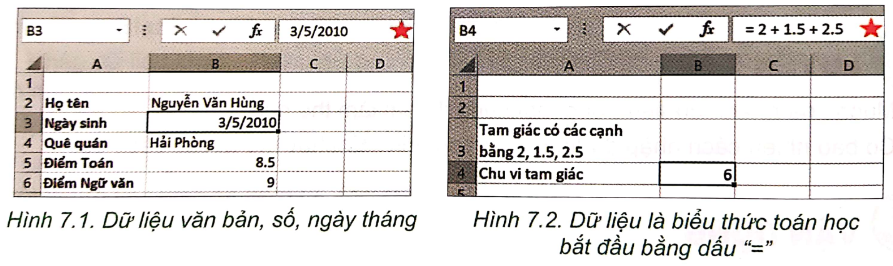 B3 3/5/2010
A B C D
1
2 Họ tên Nguyễn Văn Hùng
3 Ngày sinh 3/5/2010
4 Quê quán Hải Phòng
5 Điểm Toán 8.5
6 Điểm Ngữ văn 9
Hình 7.1. Dữ liệu văn bản, số, ngày tháng
B4 fx = 2 + 1.5 + 2.5
A B C D
1
2
Tam giác có các cạnh
3 bằng 2, 1.5, 2.5
4 Chu vi tam giác 6
Hình 7.2. Dữ liệu là biểu thức toán học
bắt đầu bằng dấu “=”